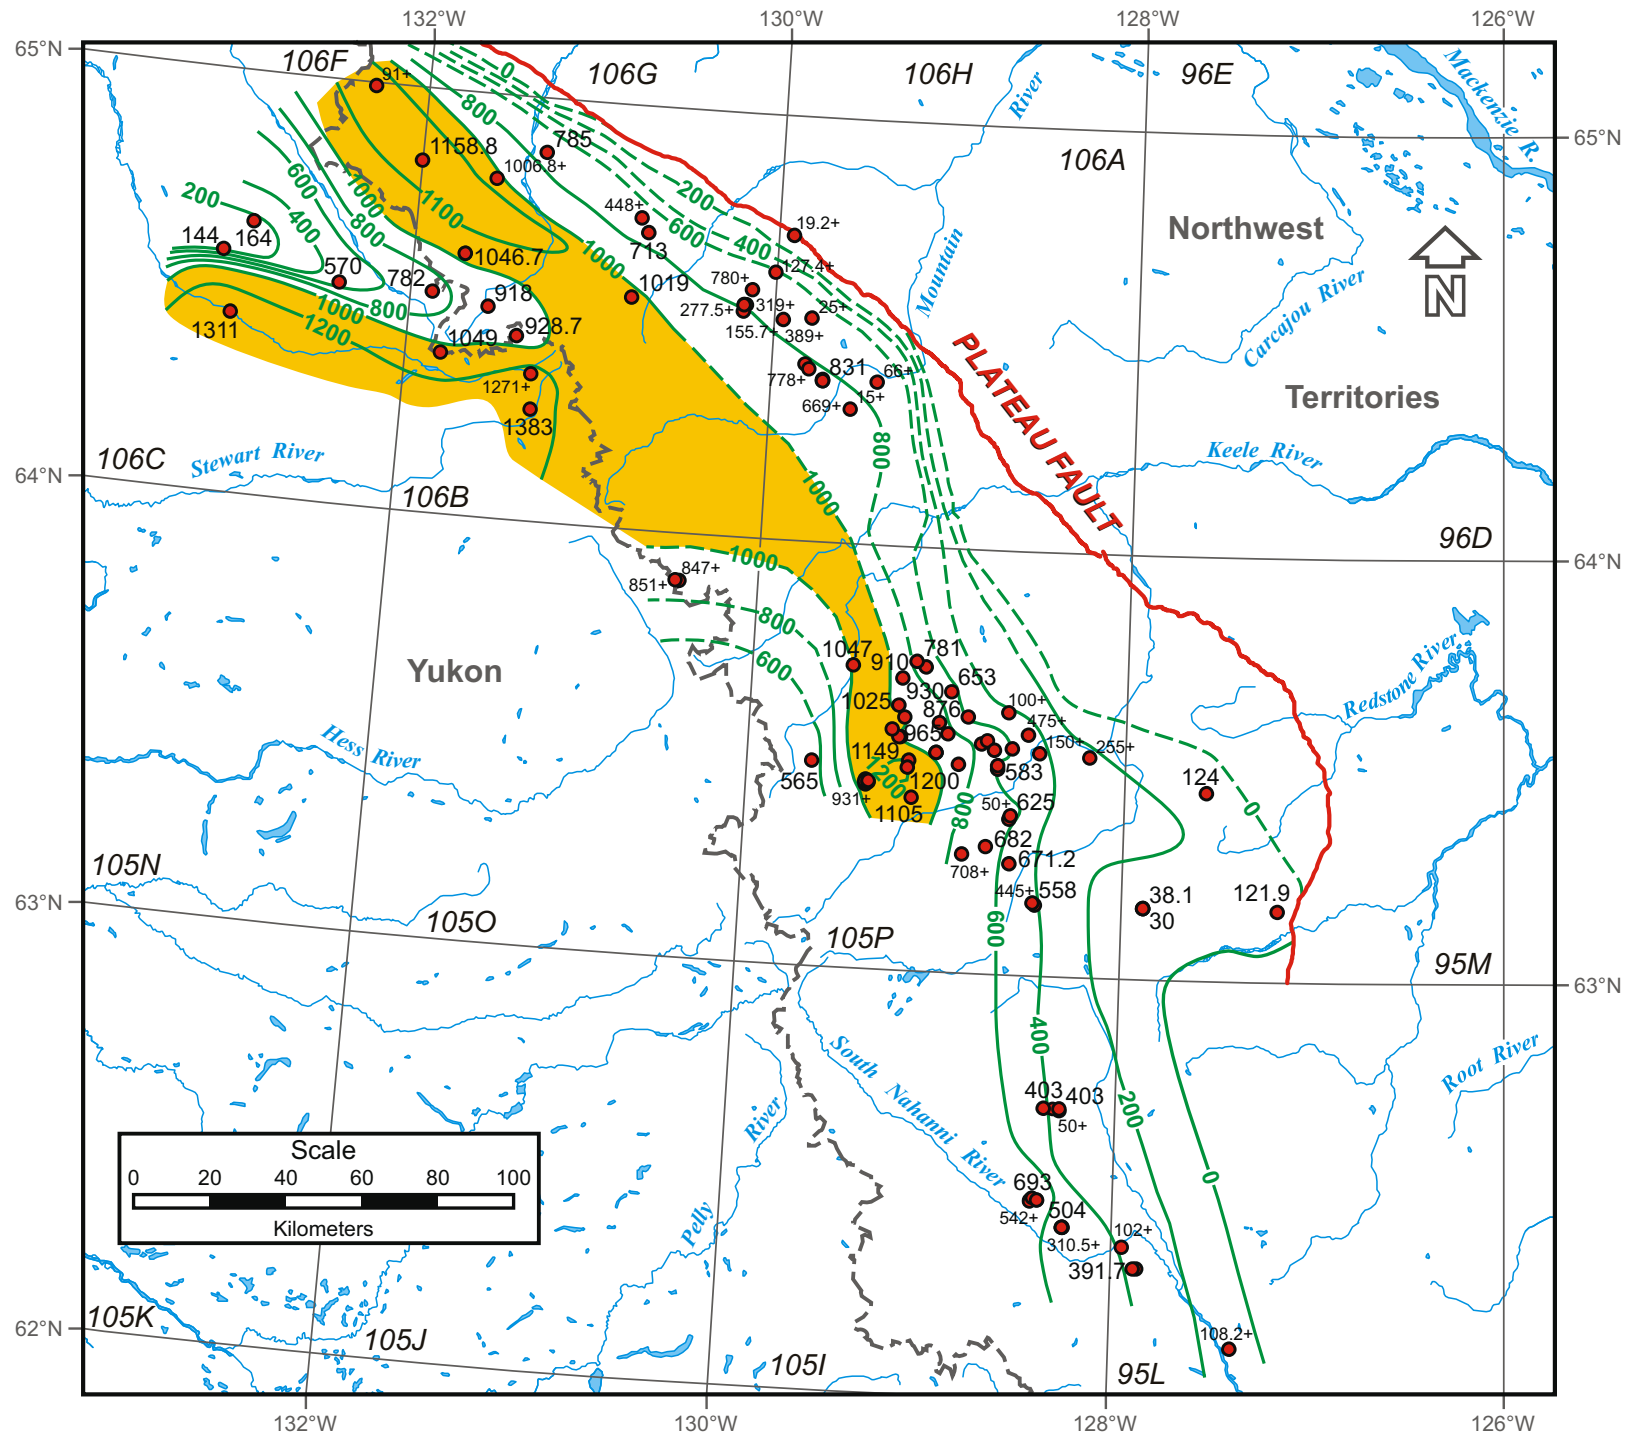 132°W
130°W
128°W
126°W
65°N
106F
106G
106H
96E
Mackenzie
R.
91+
0
800
River
65°N
1158.8
785
1006.8+
106A
600
1000
1100
200
200
448+
400
800
600
400
19.2+
Northwest
144
164
713
1046.7
1000
127.4+
Mountain
N
570
782
1019
780+
918
277.5+
319+
25+
Carcajou River
1000
800
155.7+
389+
1311
1200
1049
928.7
PLATEAU FAULT
1271+
778+
831
66+
15+
669+
Territories
1383
800
106C
Stewart River
Keele River
106B
1000
96D
64°N
64°N
1000
847+
851+
800
Yukon
600
1047
910
781
653
Redstone River
930
1025
876
100+
475+
965
150+
255+
Hess River
1149
583
565
1200
1200
124
931+
50+
625
0
1105
800
682
105N
708+
671.2
445+
558
38.1
30
121.9
63°N
105O
600
105P
95M
63°N
400
South Nahanni River
Root River
403
403
50+
200
River
Scale
0
20
40
60
80
100
Kilometers
693
0
542+
504
Pelly
310.5+
102+
391.7
105K
62°N
105J
108.2+
105I
95L
132°W
130°W
128°W
126°W